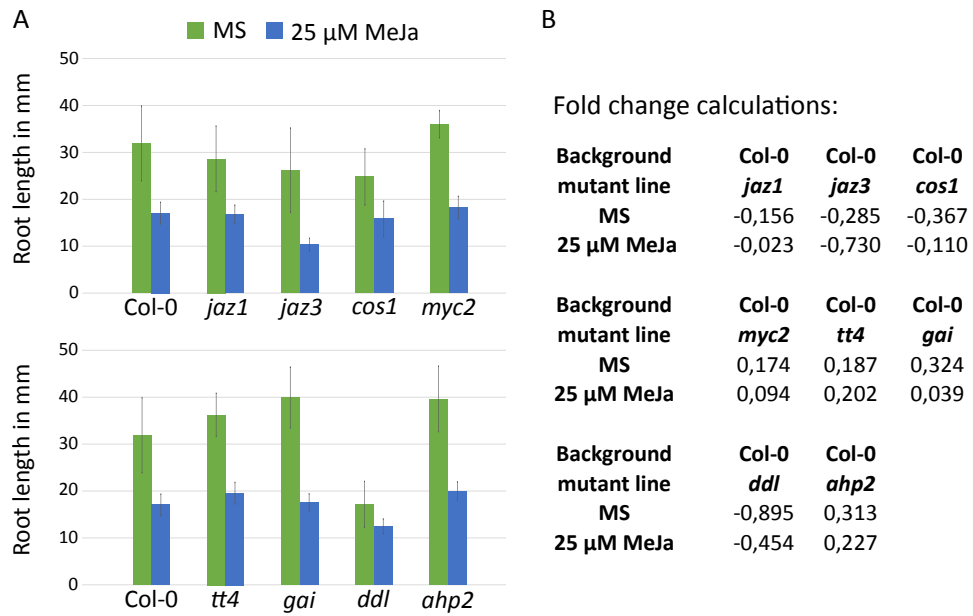 A
MS 25 µM MeJa
Root length in mm
50
40
30
20
10
0
Col-0 jaz1 jaz3 cos1 myc2
Root length in mm
50
40
30
20
10
0
Col-0 tt4 gai ddl ahp2
B
Fold change calculations:
Background Col-0 Col-0 Col-0
mutant line jaz1 jaz3 cos1
MS -0,156 -0,285 -0,367
25 µM MeJa -0,023 -0,730 -0,110
Background Col-0 Col-0 Col-0
mutant line myc2 tt4 gai
MS 0,174 0,187 0,324
25 µM MeJa 0,094 0,202 0,039
Background Col-0 Col-0
mutant line ddl ahp2
MS -0,895 0,313
25 µM MeJa -0,454 0,227